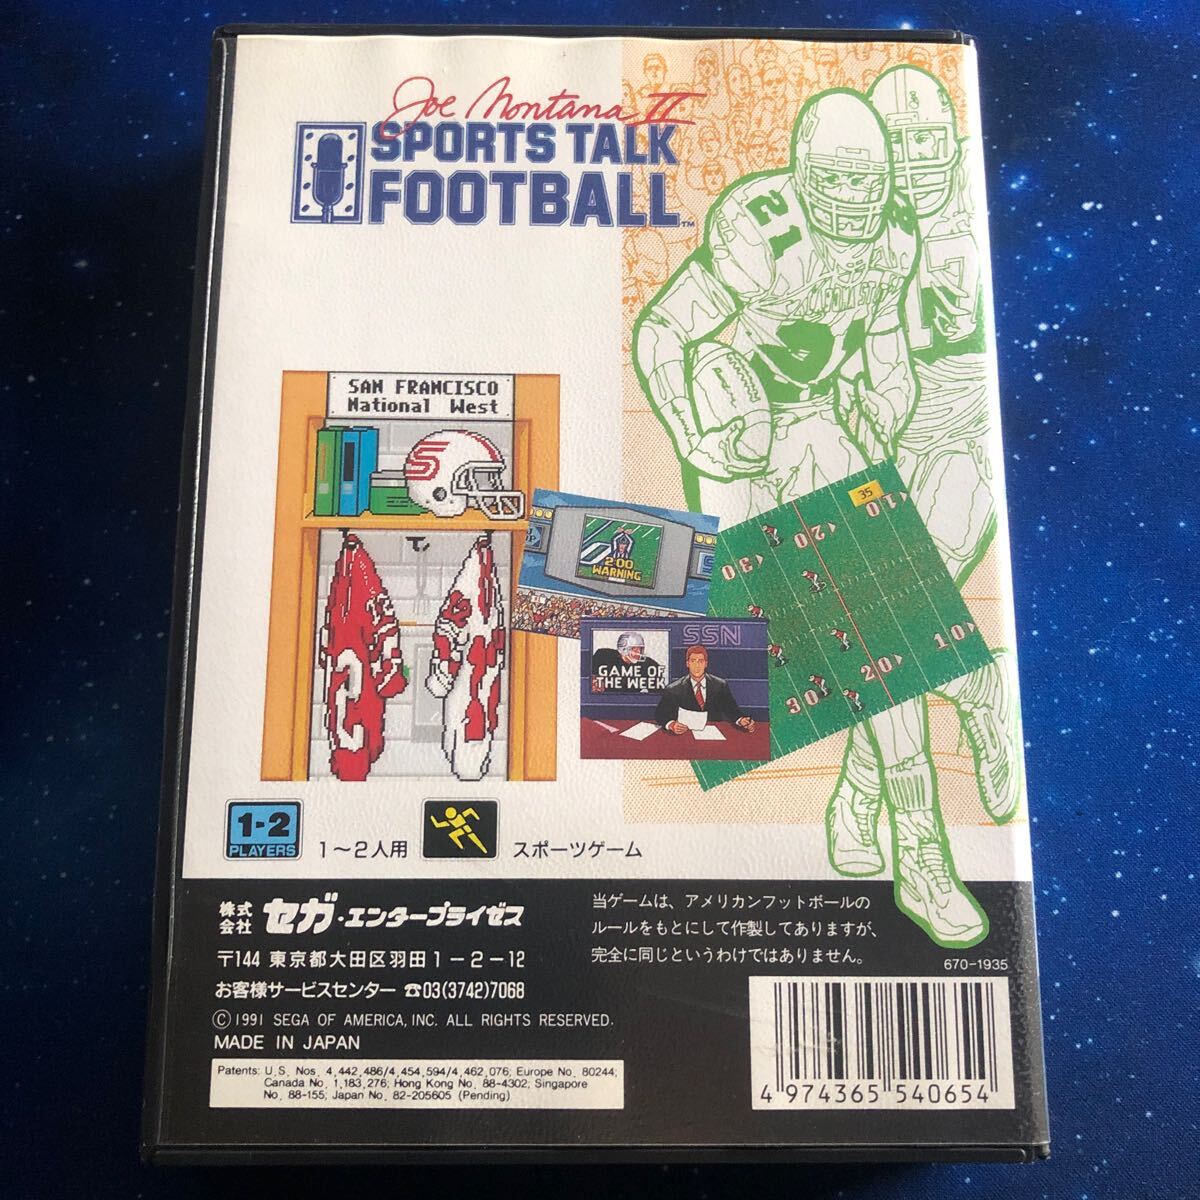 Joe Montana II
SPORTS TALK
FOOTBALL™
21
SAN FRANCISCO
National West
2:00
WARNING
SSN
GAME OF
THE WEEK
35
10
20
30
10
20
30
1-2
PLAYERS
1〜2人用
スポーツゲーム
株式会社 セガ・エンタープライゼス
〒144 東京都大田区羽田1-2-12
お客様サービスセンター ☎03(3742)7068
©1991 SEGA OF AMERICA, INC. ALL RIGHTS RESERVED.
MADE IN JAPAN
Patents: U.S. Nos. 4,442,486/4,454,594/4,462,076; Europe No. 80244;
Canada No. 1,183,276; Hong Kong No. 88-4302; Singapore
No. 88-155; Japan No. 82-205605 (Pending)
当ゲームは、アメリカンフットボールの
ルールをもとにして作製してありますが、
完全に同じというわけではありません。
670-1935
4 974365 540654